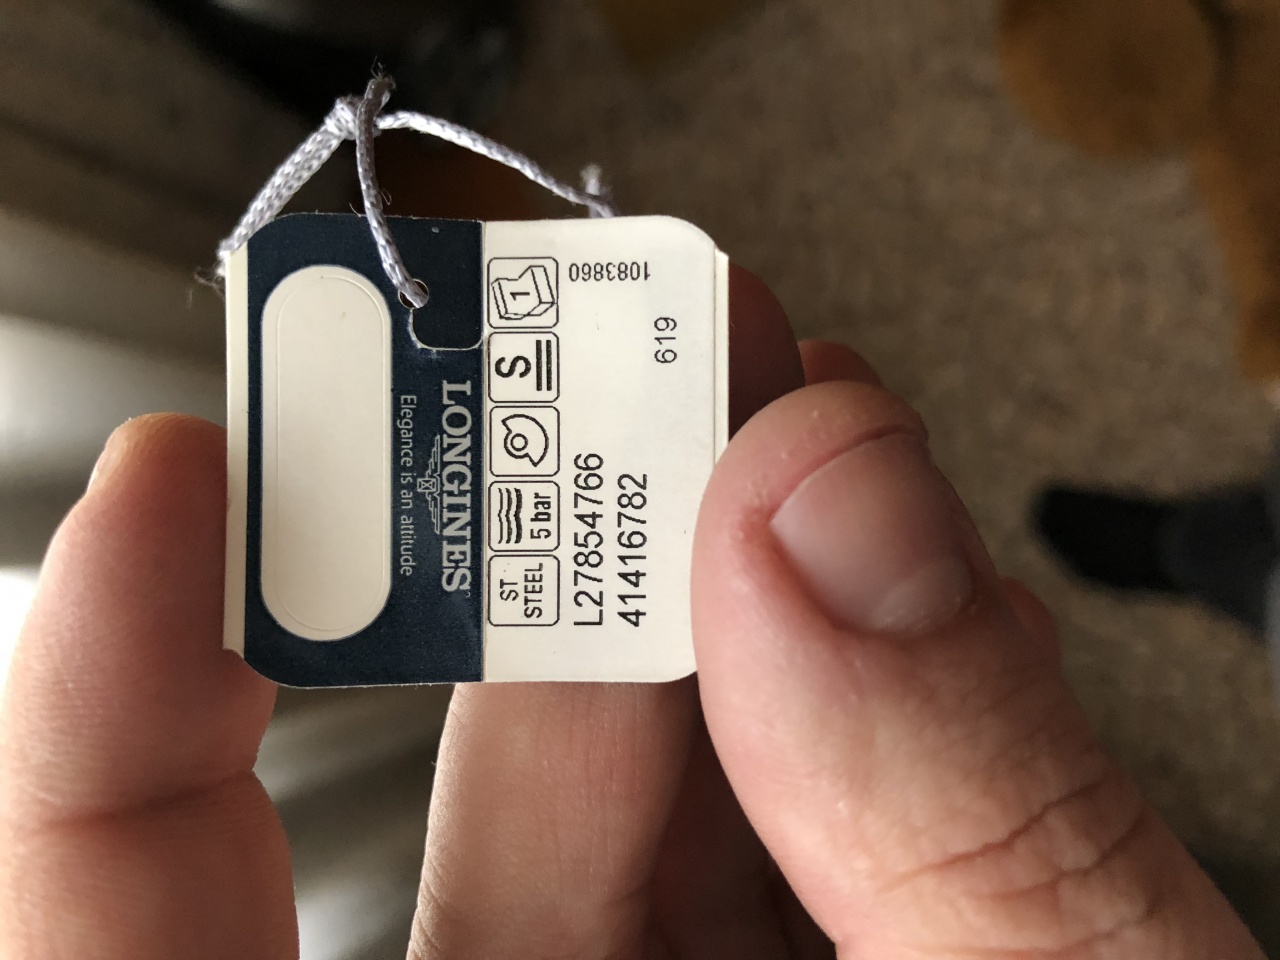 LONGINES
Elegance is an attitude
1
S
5 bar
ST
STEEL
L27854766
41416782
619
1083860